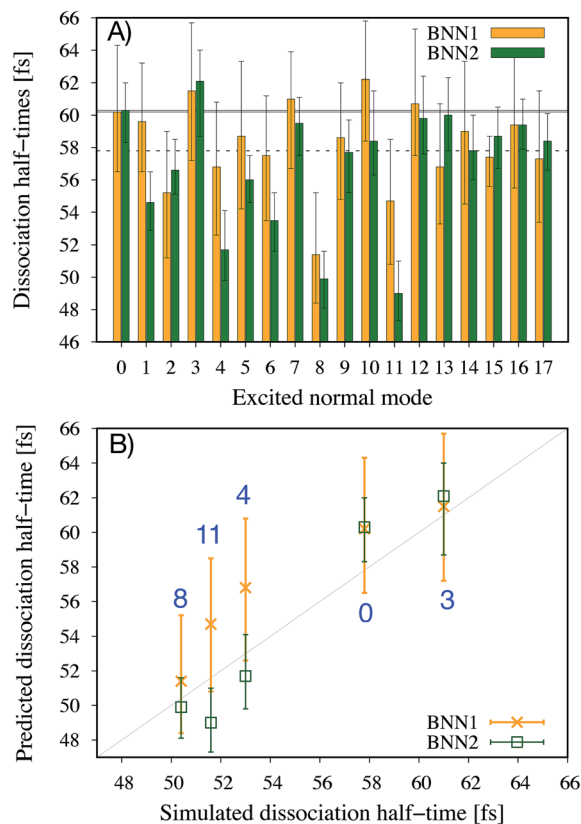 A)
BNN1
BNN2
Dissociation half-times [fs]
66
64
62
60
58
56
54
52
50
48
46
0 1 2 3 4 5 6 7 8 9 10 11 12 13 14 15 16 17
Excited normal mode
B)
Predicted dissociation half-time [fs]
66
64
62
60
58
56
54
52
50
48
8
11
4
0
3
BNN1
BNN2
48 50 52 54 56 58 60 62 64 66
Simulated dissociation half-time [fs]